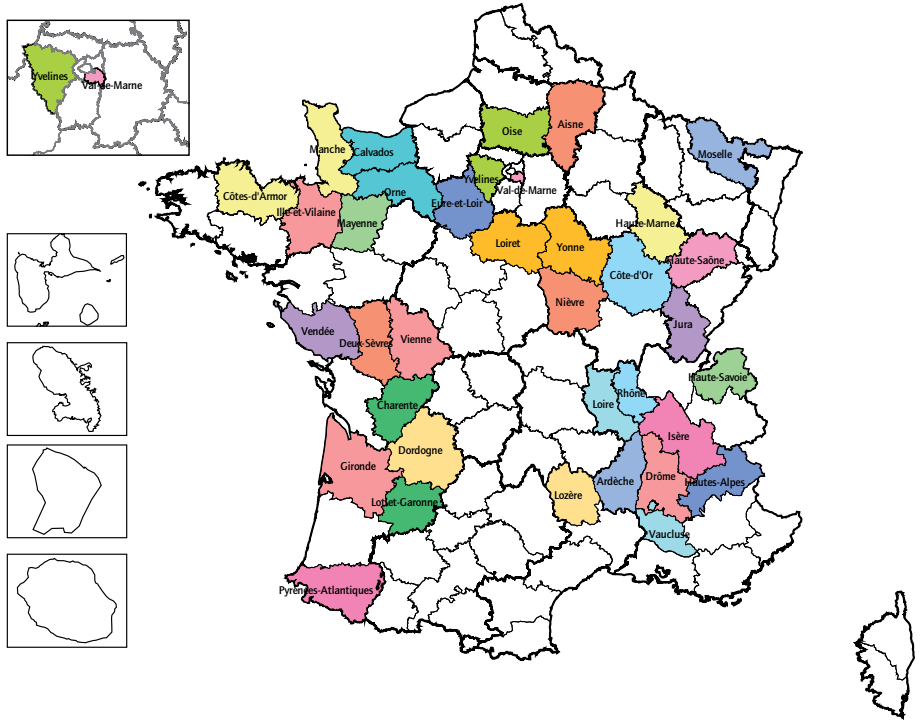 Yvelines
Val-de-Marne
Oise
Aisne
Manche
Calvados
Moselle
Yvelines
Val-de-Marne
Côtes-d'Armor
Orne
Eure-et-Loir
Ille-et-Vilaine
Mayenne
Haute-Marne
Loiret
Yonne
Haute-Saône
Côte-d'Or
Nièvre
Vendée
Deux-Sèvres
Vienne
Jura
Haute-Savoie
Charente
Loire
Rhône
Isère
Dordogne
Gironde
Ardèche
Drôme
Hautes-Alpes
Lozère
Lot-et-Garonne
Vaucluse
Pyrénées-Atlantiques